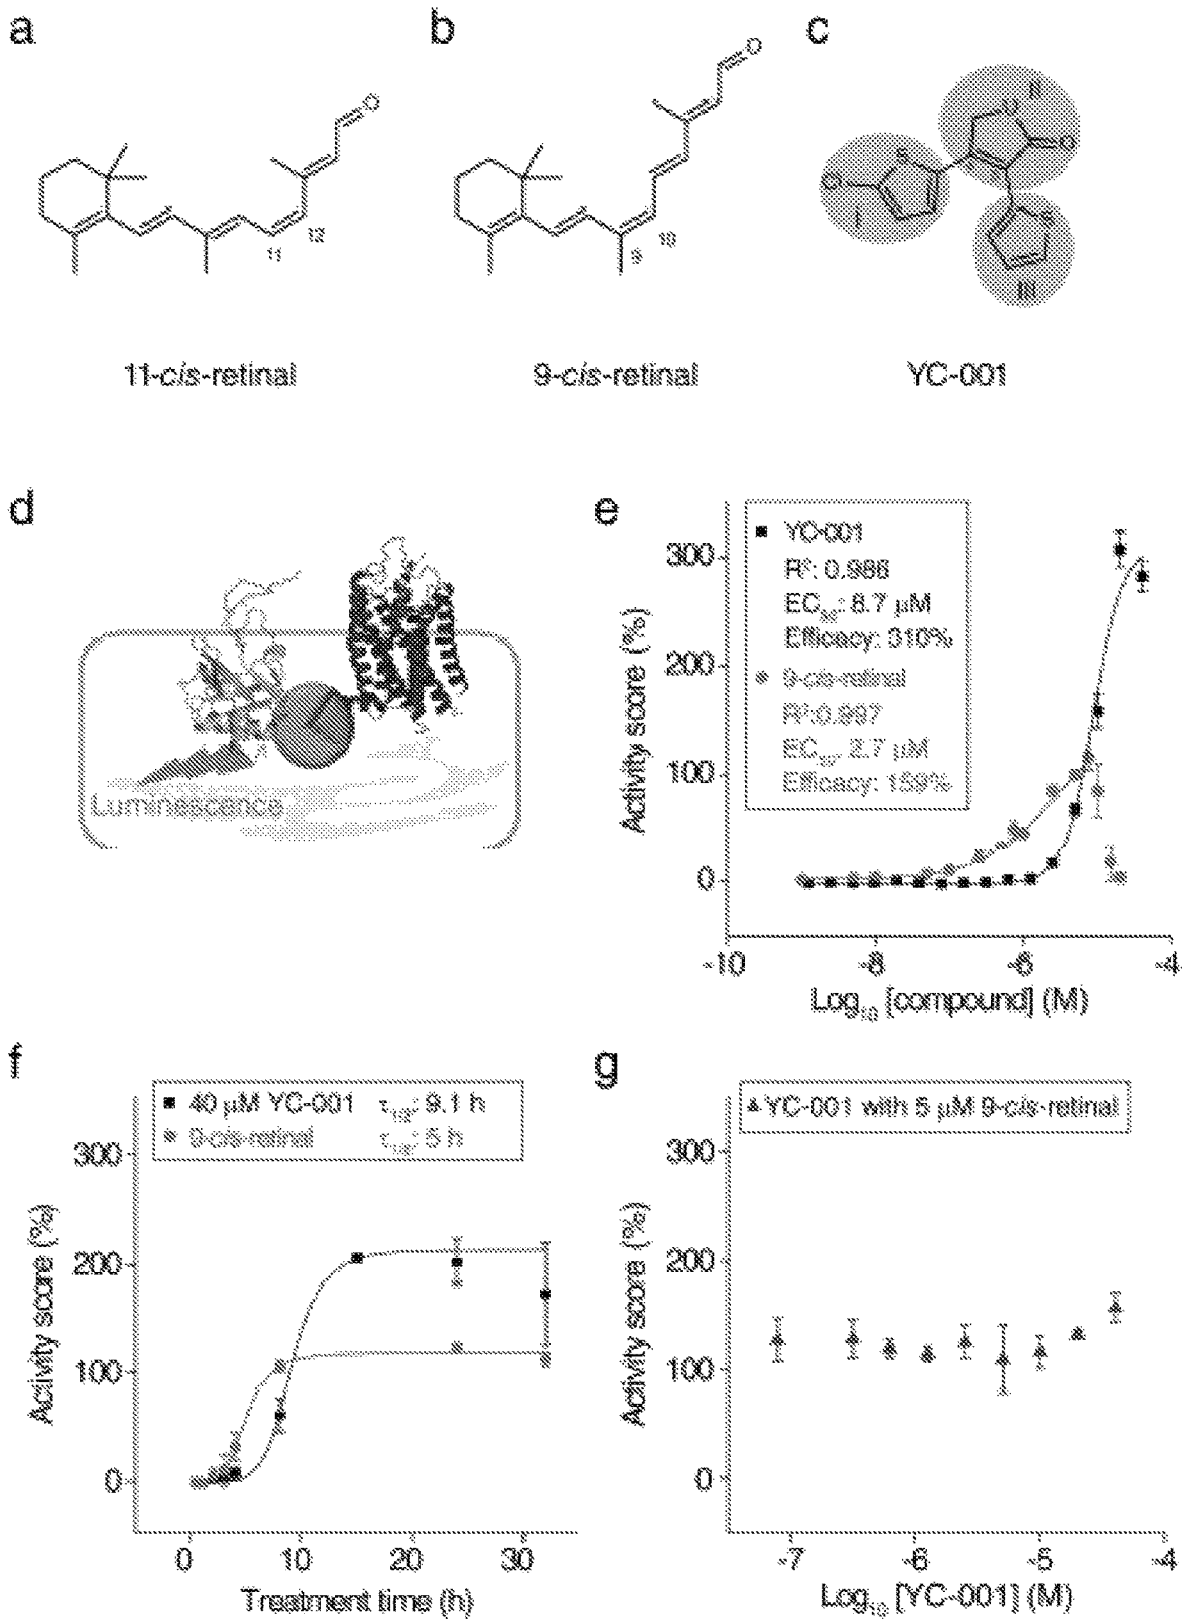 a
b
c
O
O
11
12
9
10
Cl
S
O
O
S
I
II
III
11-cis-retinal
9-cis-retinal
YC-001
d
Luminescence
e
Activity score (%)
300
200
100
0
YC-001
R²: 0.986
EC₅₀: 8.7 µM
Efficacy: 310%
9-cis-retinal
R²:0.997
EC₅₀: 2.7 µM
Efficacy: 159%
-10
-8
-6
-4
Log₁₀ [compound] (M)
f
Activity score (%)
300
200
100
0
40 µM YC-001 τ₁/₂: 9.1 h
9-cis-retinal τ₁/₂: 5 h
0
10
20
30
Treatment time (h)
g
Activity score (%)
300
200
100
0
YC-001 with 5 µM 9-cis-retinal
-7
-6
-5
-4
Log₁₀ [YC-001] (M)